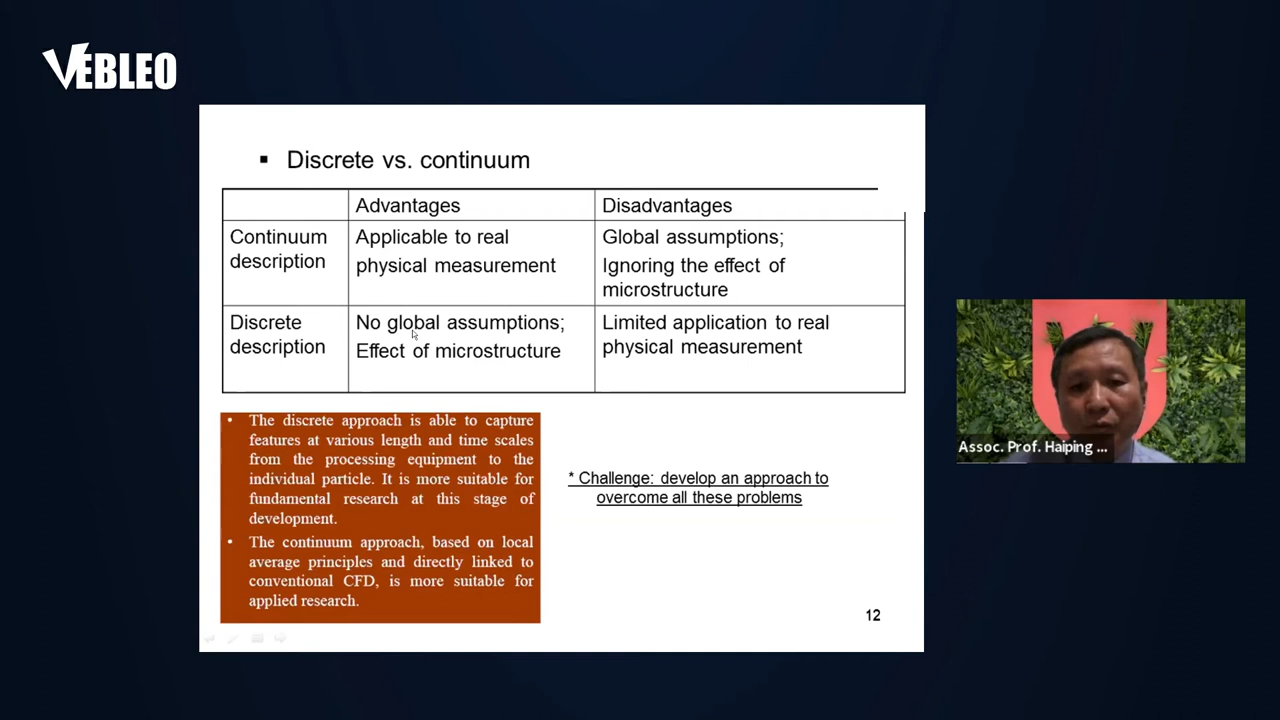 VEBLEO
Discrete vs. continuum
Advantages
Disadvantages
Continuum
description
Applicable to real
physical measurement
Global assumptions;
Ignoring the effect of
microstructure
Discrete
description
No global assumptions;
Effect of microstructure
Limited application to real
physical measurement
• The discrete approach is able to capture
features at various length and time scales
from the processing equipment to the
individual particle. It is more suitable for
fundamental research at this stage of
development.
• The continuum approach, based on local
average principles and directly linked to
conventional CFD, is more suitable for
applied research.
* Challenge: develop an approach to
overcome all these problems
12
Assoc. Prof. Haiping ...